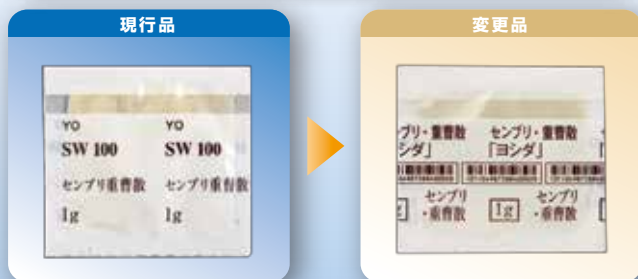 現行品
YO YO
SW 100 SW 100
センブリ重曹散 センブリ重曹散
1g 1g
変更品
ブリ・重曹散 センブリ・重曹散
シダ」 「ヨシダ」 「
センブリ センブリ
・重曹散 1g ・重曹散